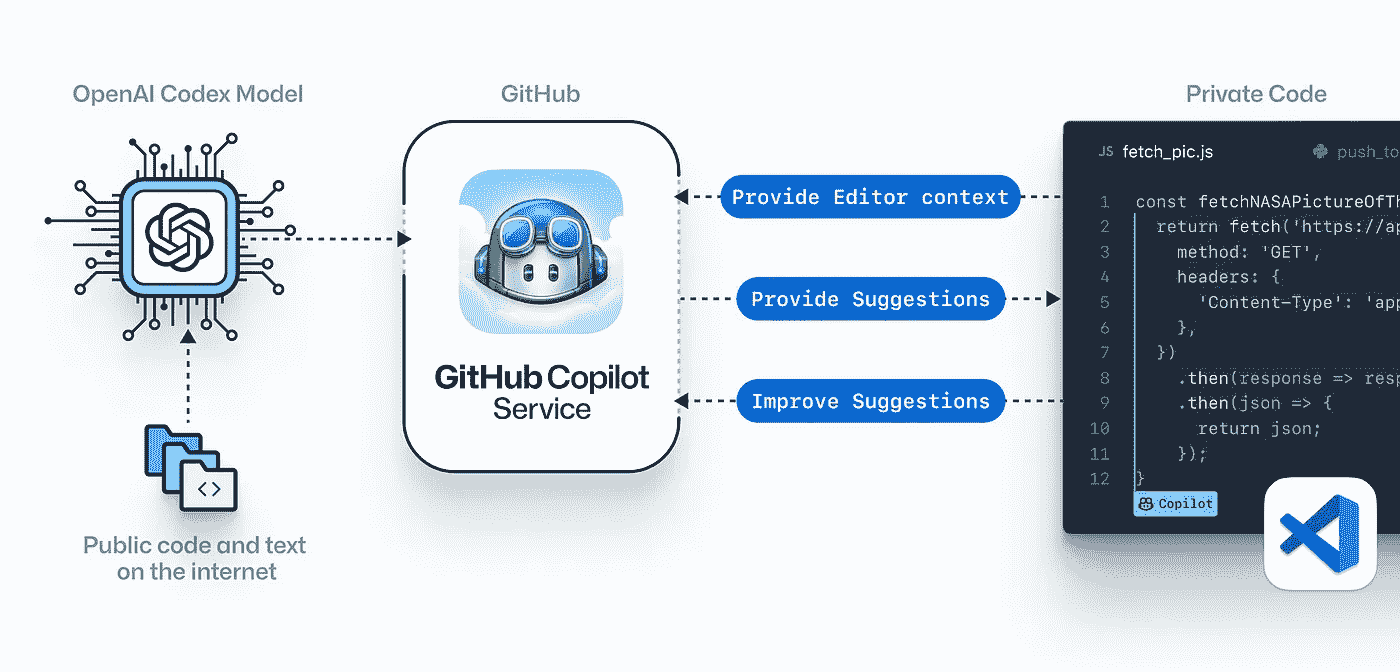 OpenAI Codex Model
GitHub
Private Code
GitHub Copilot
Service
Public code and text
on the internet
Provide Editor context
Provide Suggestions
Improve Suggestions
JS fetch_pic.js
push_to
1 const fetchNASAPictureOfTh
2 return fetch('https://ap
3 method: 'GET',
4 headers: {
5 'Content-Type': 'app
6 },
7 })
8 .then(response => resp
9 .then(json => {
10 return json;
11 });
12 }
Copilot